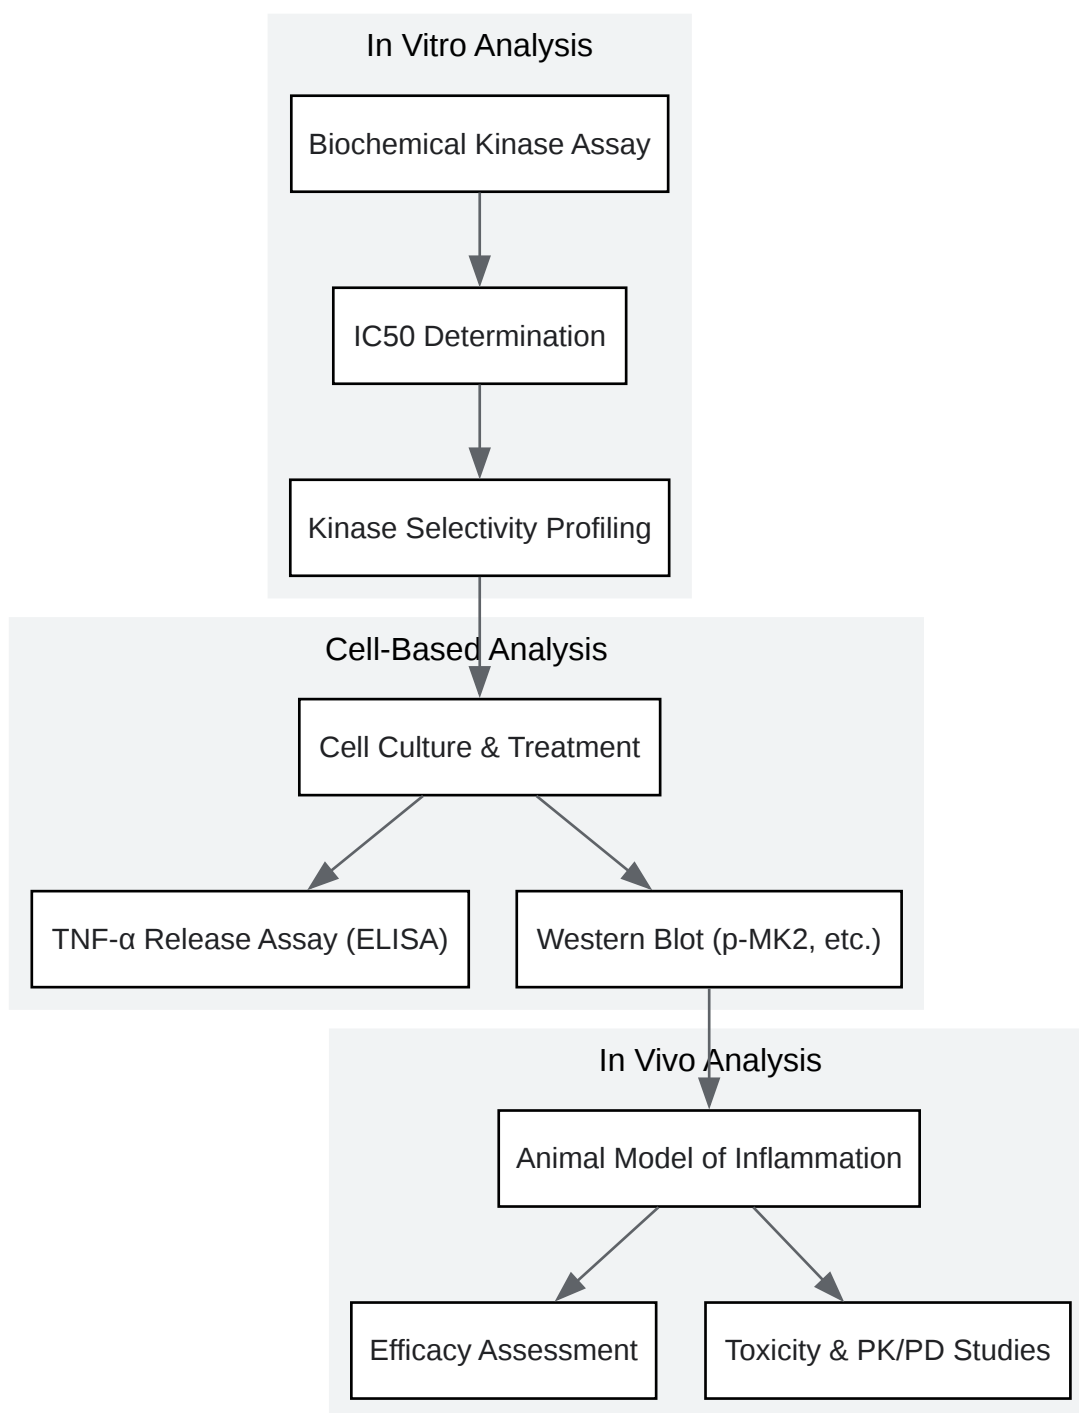 In Vitro Analysis
Biochemical Kinase Assay
IC50 Determination
Kinase Selectivity Profiling
Cell-Based Analysis
Cell Culture & Treatment
TNF-α Release Assay (ELISA)
Western Blot (p-MK2, etc.)
In Vivo Analysis
Animal Model of Inflammation
Efficacy Assessment
Toxicity & PK/PD Studies